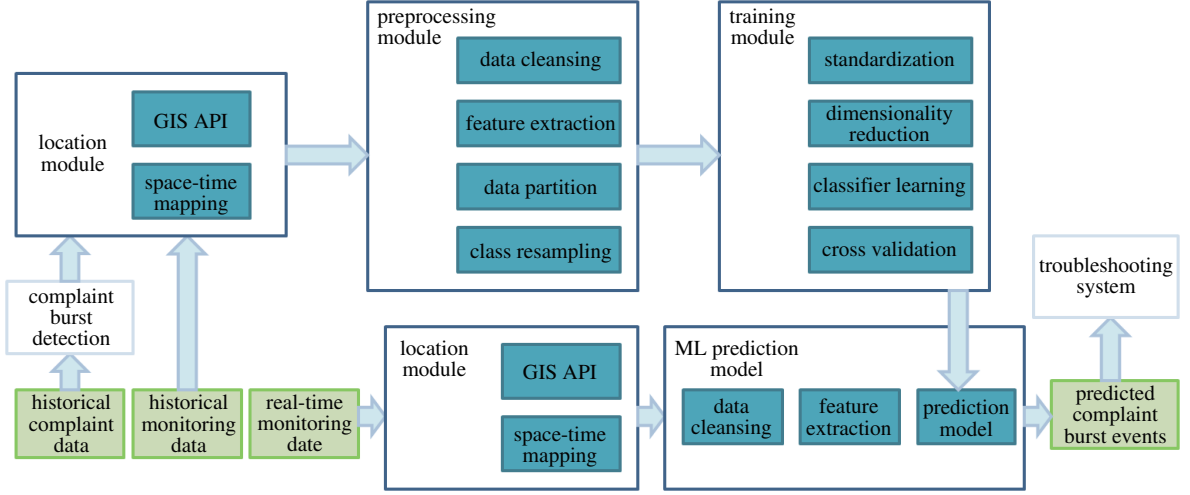 preprocessing
module
data cleansing
feature extraction
data partition
class resampling
training
module
standardization
dimensionality
reduction
classifier learning
cross validation
location
module
GIS API
space-time
mapping
complaint
burst
detection
historical
complaint
data
historical
monitoring
data
real-time
monitoring
date
location
module
GIS API
space-time
mapping
ML prediction
model
data
cleansing
feature
extraction
prediction
model
troubleshooting
system
predicted
complaint
burst events